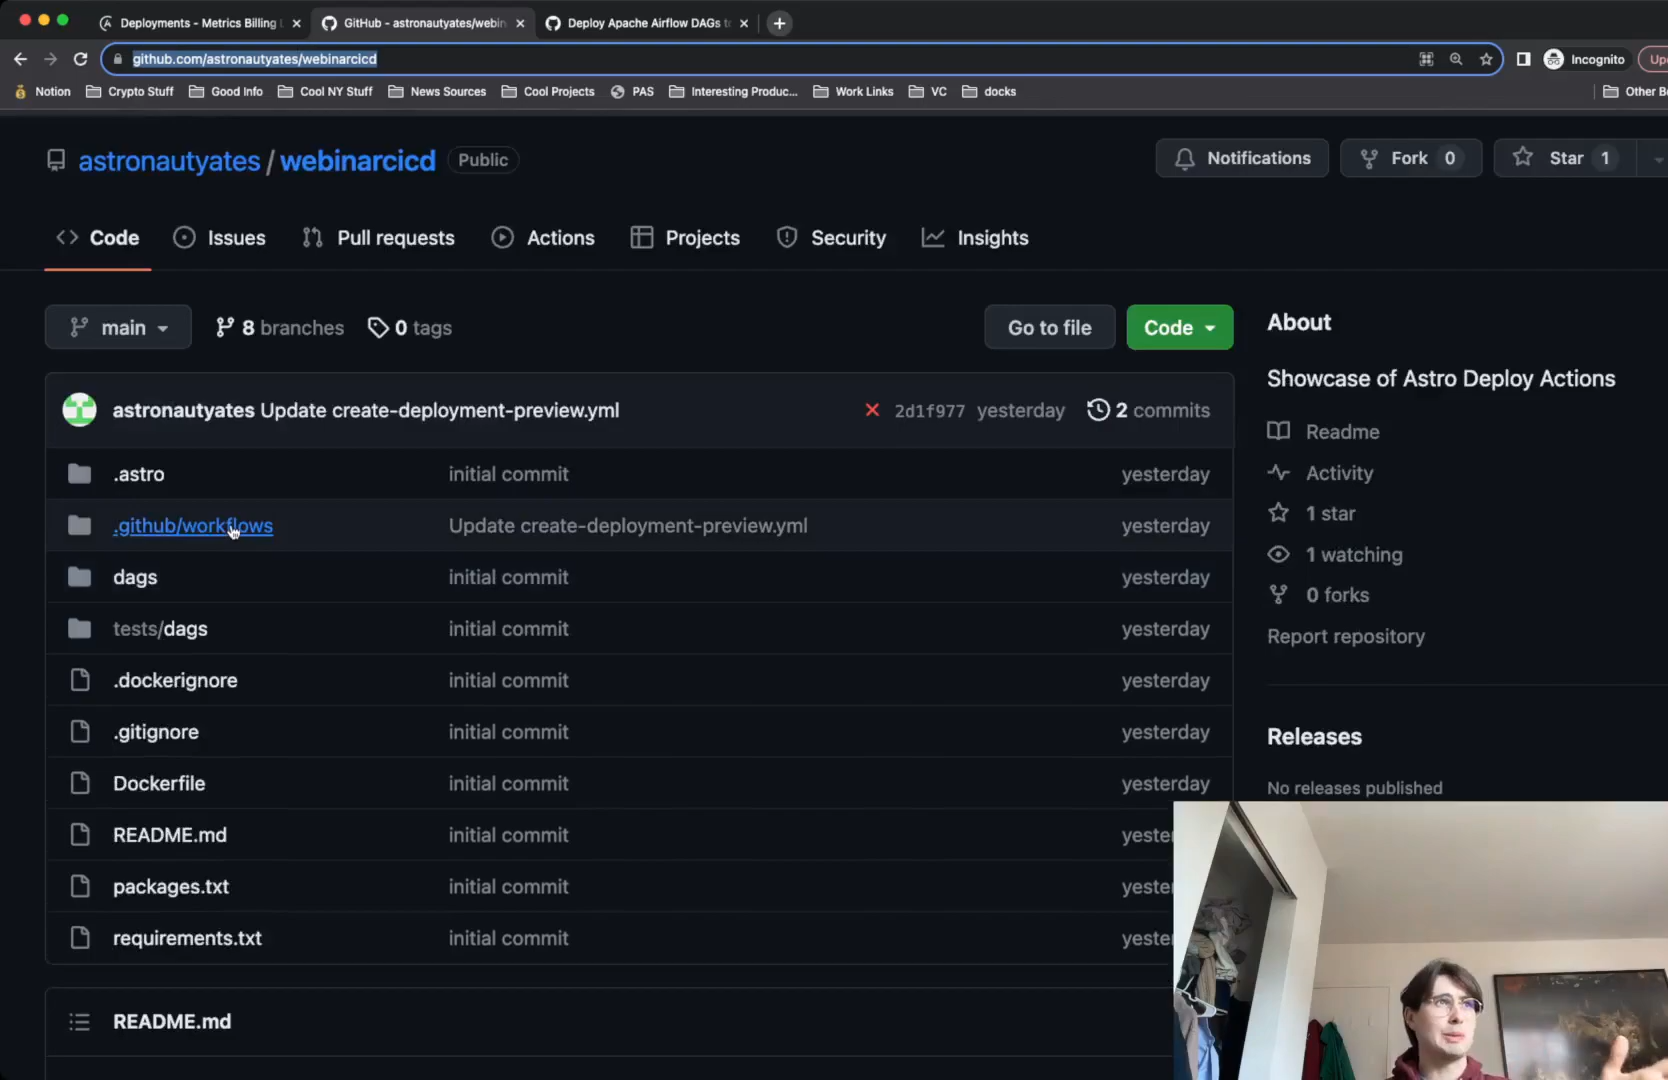 Deployments - Metrics Billing
GitHub - astronautyates/webin
Deploy Apache Airflow DAGs to
github.com/astronautyates/webinarcicd
Incognito
Notion
Crypto Stuff
Good Info
Cool NY Stuff
News Sources
Cool Projects
PAS
Interesting Produc...
Work Links
VC
docks
Other B
astronautyates / webinarcicd
Public
Notifications
Fork 0
Star 1
Code
Issues
Pull requests
Actions
Projects
Security
Insights
main
8 branches
0 tags
Go to file
Code
About
Showcase of Astro Deploy Actions
astronautyates Update create-deployment-preview.yml
2d1f977 yesterday
2 commits
Readme
.astro initial commit yesterday
Activity
.github/workflows Update create-deployment-preview.yml yesterday
1 star
1 watching
dags initial commit yesterday
0 forks
tests/dags initial commit yesterday
Report repository
.dockerignore initial commit yesterday
.gitignore initial commit yesterday
Releases
Dockerfile initial commit yesterday
No releases published
README.md initial commit yeste
packages.txt initial commit yeste
requirements.txt initial commit yeste
README.md